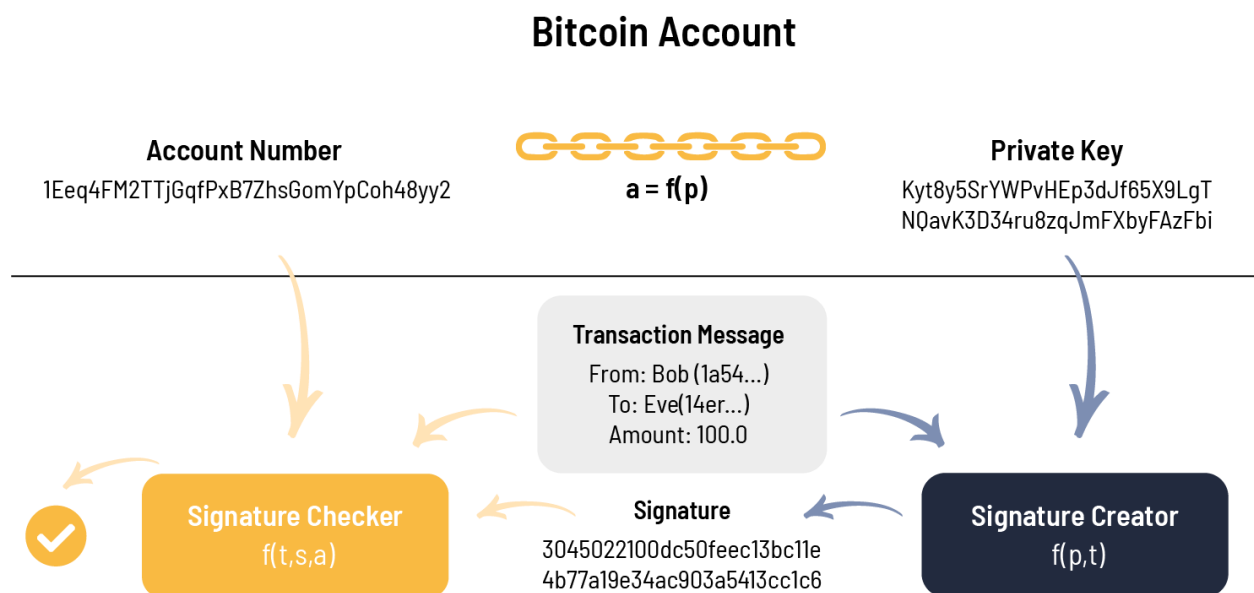 Bitcoin Account
Account Number
1Eeq4FM2TTjGqfPxB7ZhsGomYpCoh48yy2
a = f(p)
Private Key
Kyt8y5SrYWPvHEp3dJf65X9LgT
NQavK3D34ru8zqJmFXbyFAzFbi
Transaction Message
From: Bob (1a54...)
To: Eve(14er...)
Amount: 100.0
Signature Checker
f(t,s,a)
Signature
3045022100dc50feec13bc11e
4b77a19e34ac903a5413cc1c6
Signature Creator
f(p,t)